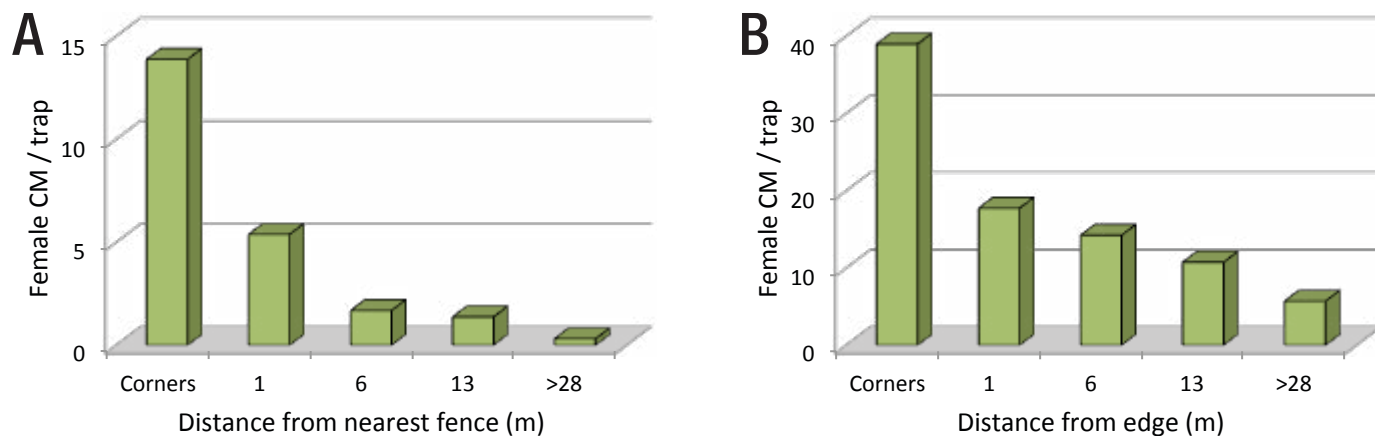 A
Female CM / trap
15
10
5
0
Corners 1 6 13 >28
Distance from nearest fence (m)
B
Female CM / trap
40
30
20
10
0
Corners 1 6 13 >28
Distance from edge (m)